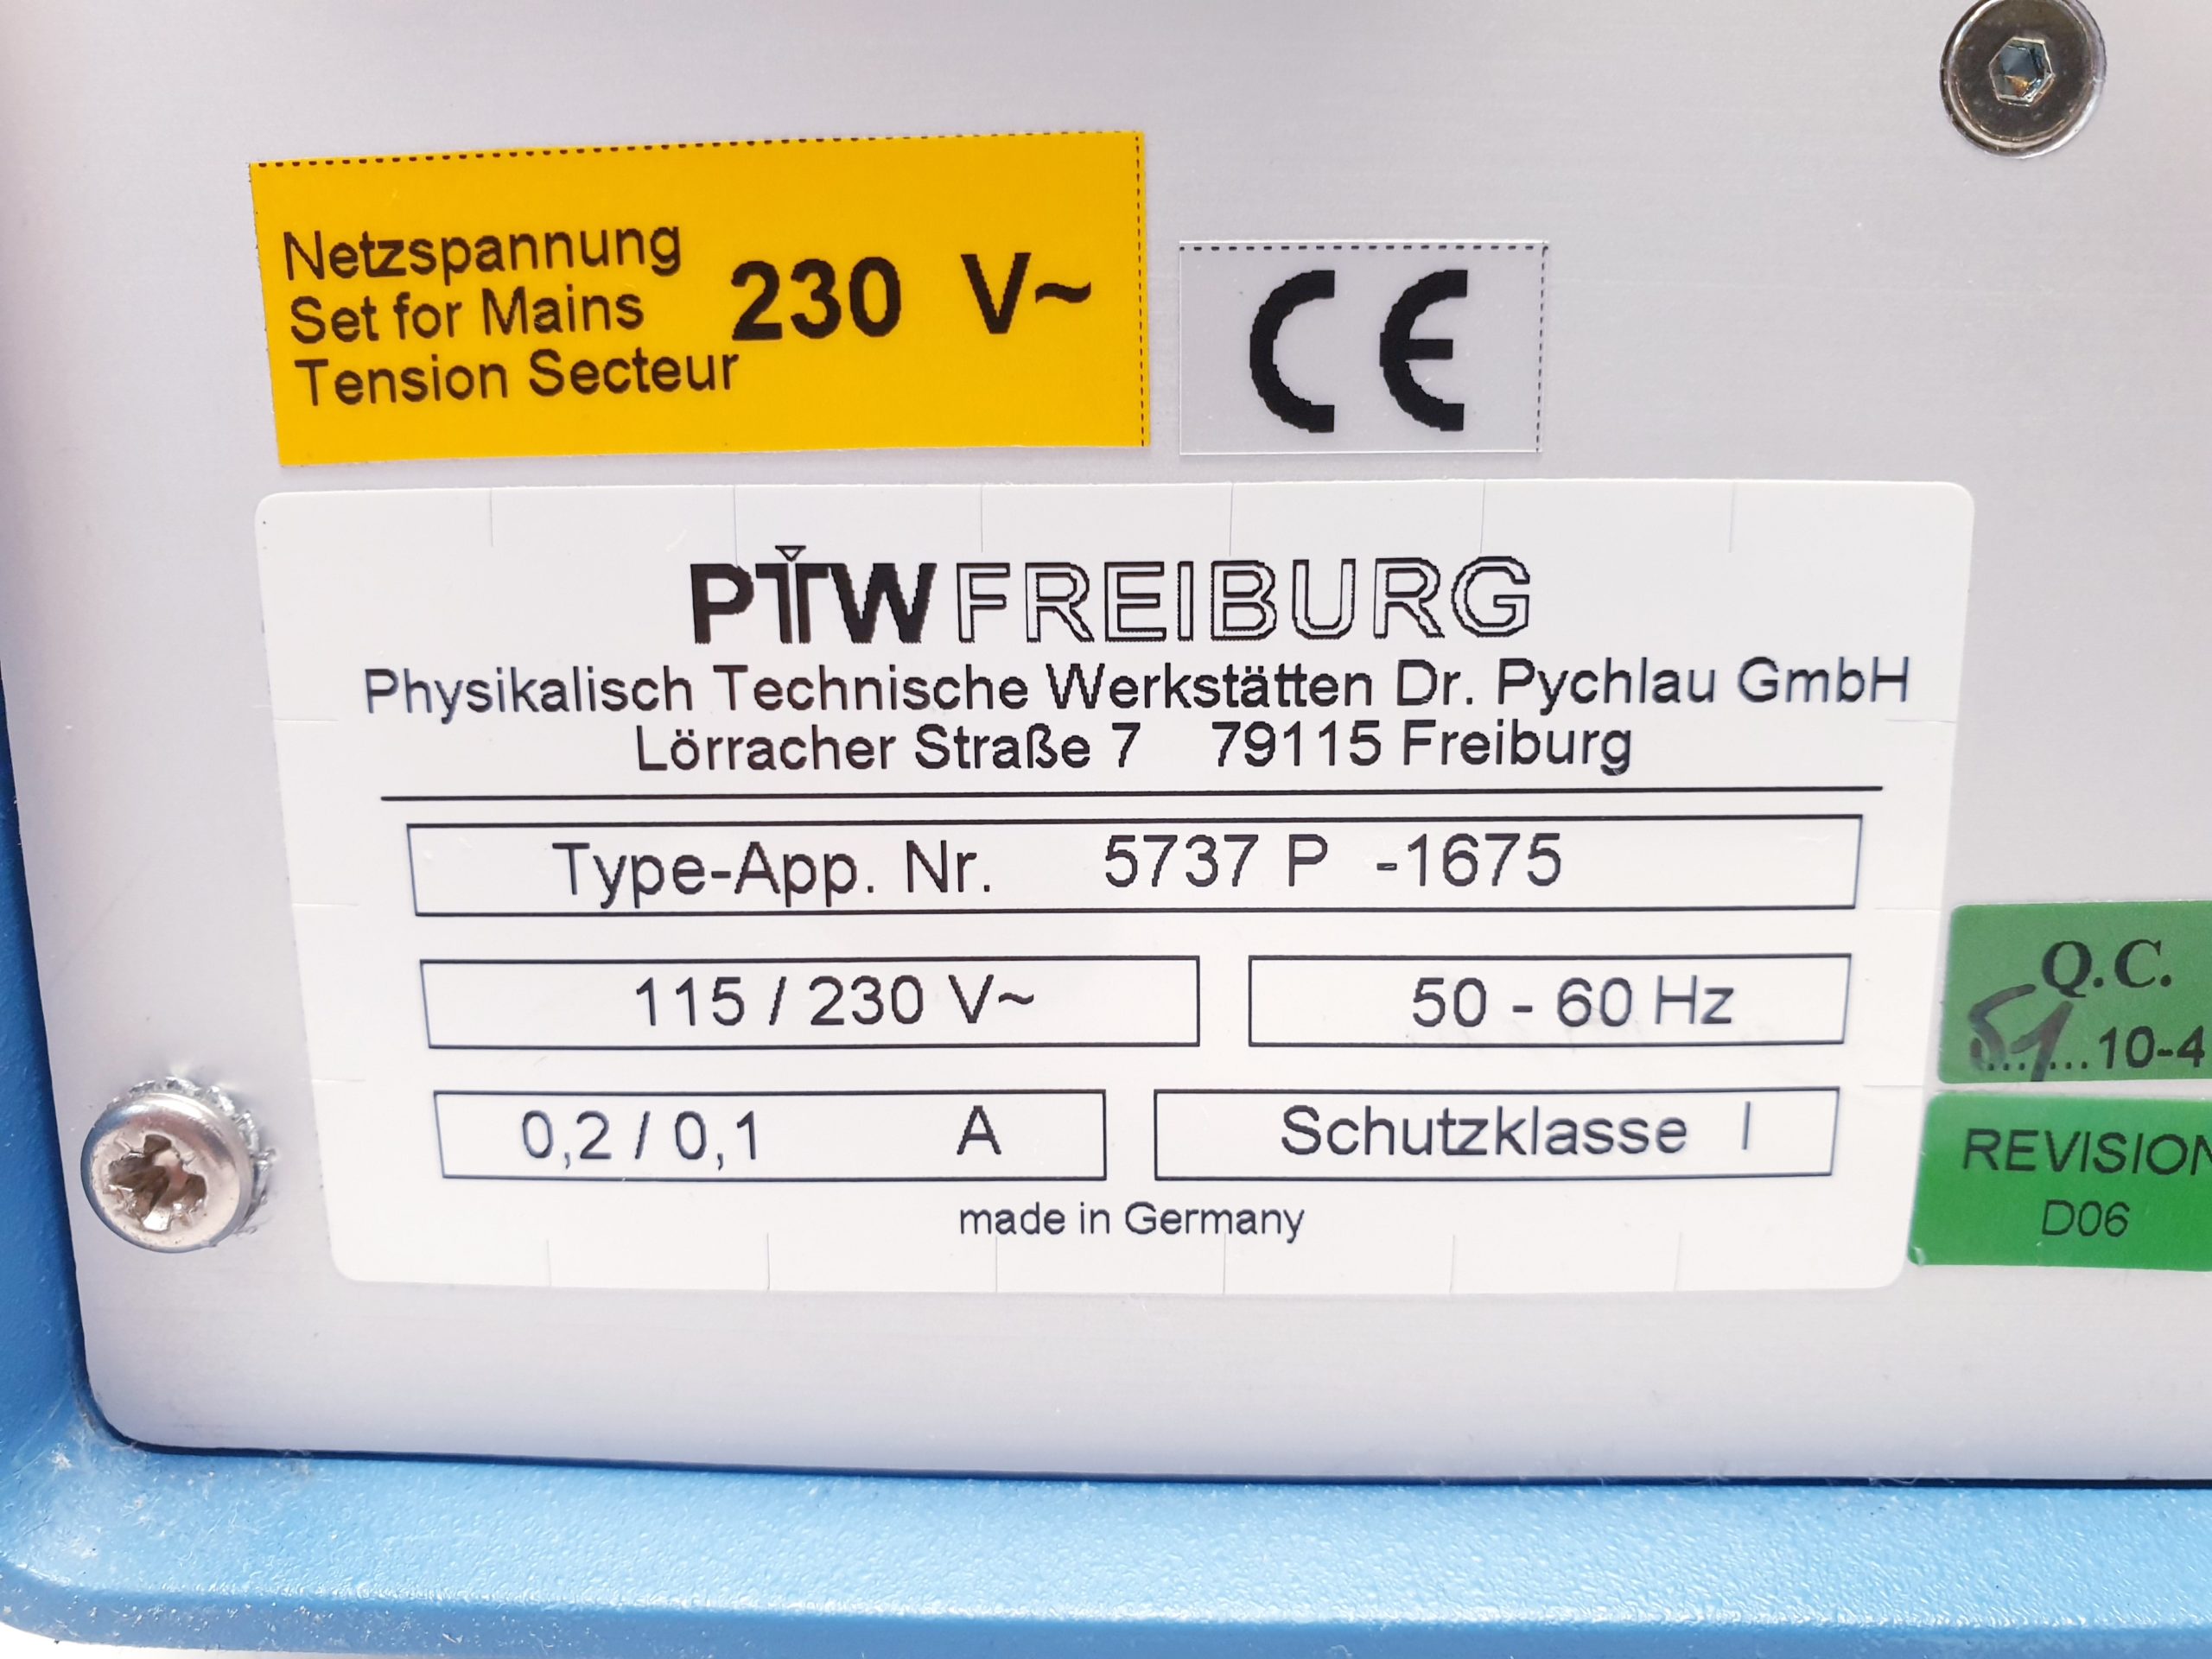 Netzspannung
Set for Mains
Tension Secteur
230 V~
CE
PTW FREIBURG
Physikalisch Technische Werkstätten Dr. Pychlau GmbH
Lörracher Straße 7 79115 Freiburg
Type-App. Nr. 5737 P -1675
115 / 230 V~
50 - 60 Hz
0,2 / 0,1 A
Schutzklasse I
made in Germany
Q.C.
10-4
REVISION
D06